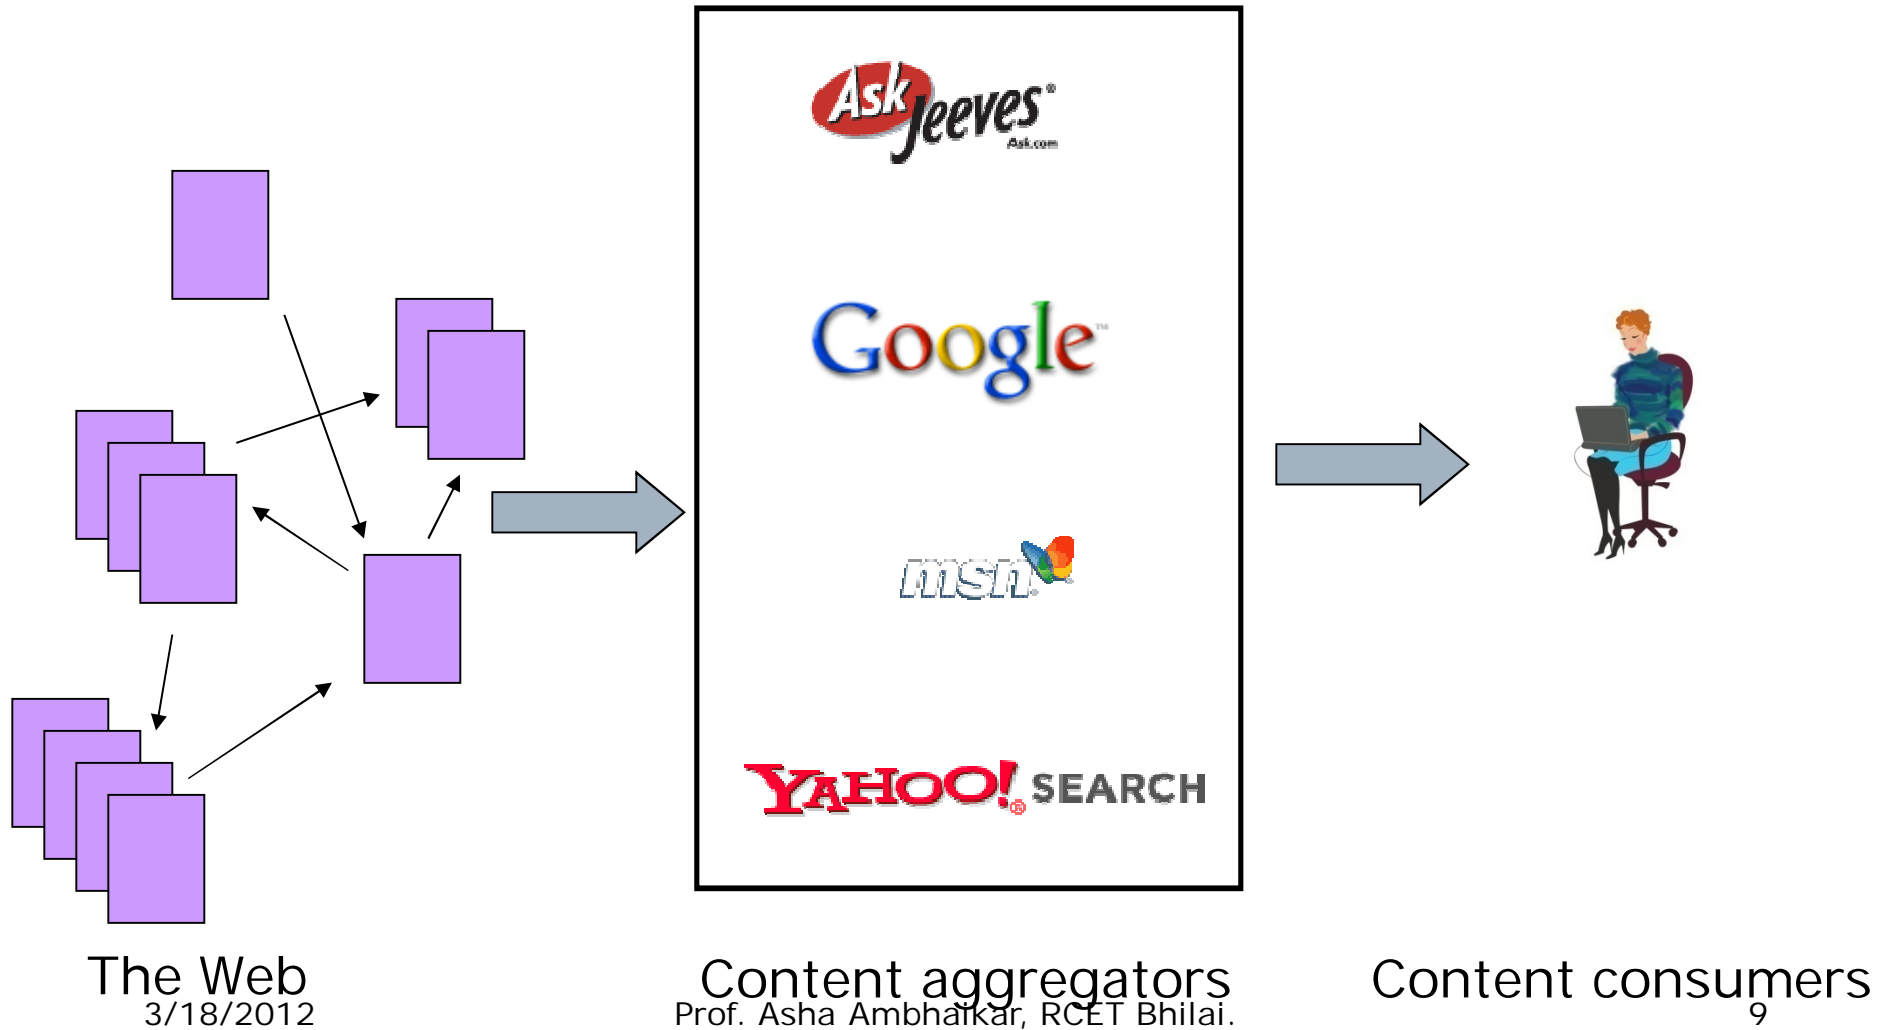 Ask Jeeves®
Ask.com
Google™
msn®
YAHOO!® SEARCH
The Web
Content aggregators
Content consumers
3/18/2012
Prof. Asha Ambhaikar, RCET Bhilai.
9